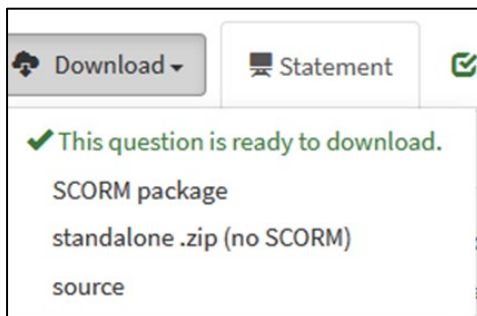 Download Statement
This question is ready to download.
SCORM package
standalone .zip (no SCORM)
source